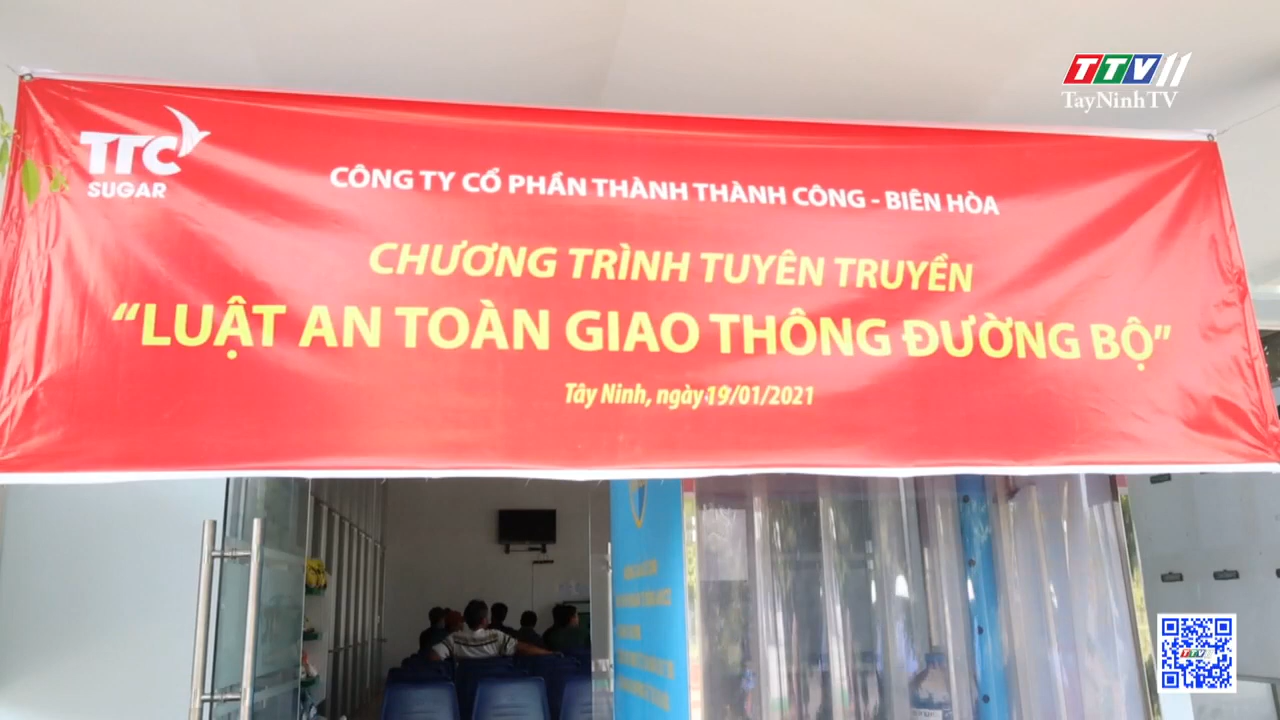 TTV11
TayNinhTV
TTC
SUGAR
CÔNG TY CỔ PHẦN THÀNH THÀNH CÔNG - BIÊN HÒA
CHƯƠNG TRÌNH TUYÊN TRUYỀN
“LUẬT AN TOÀN GIAO THÔNG ĐƯỜNG BỘ”
Tây Ninh, ngày 19/01/2021
TTV